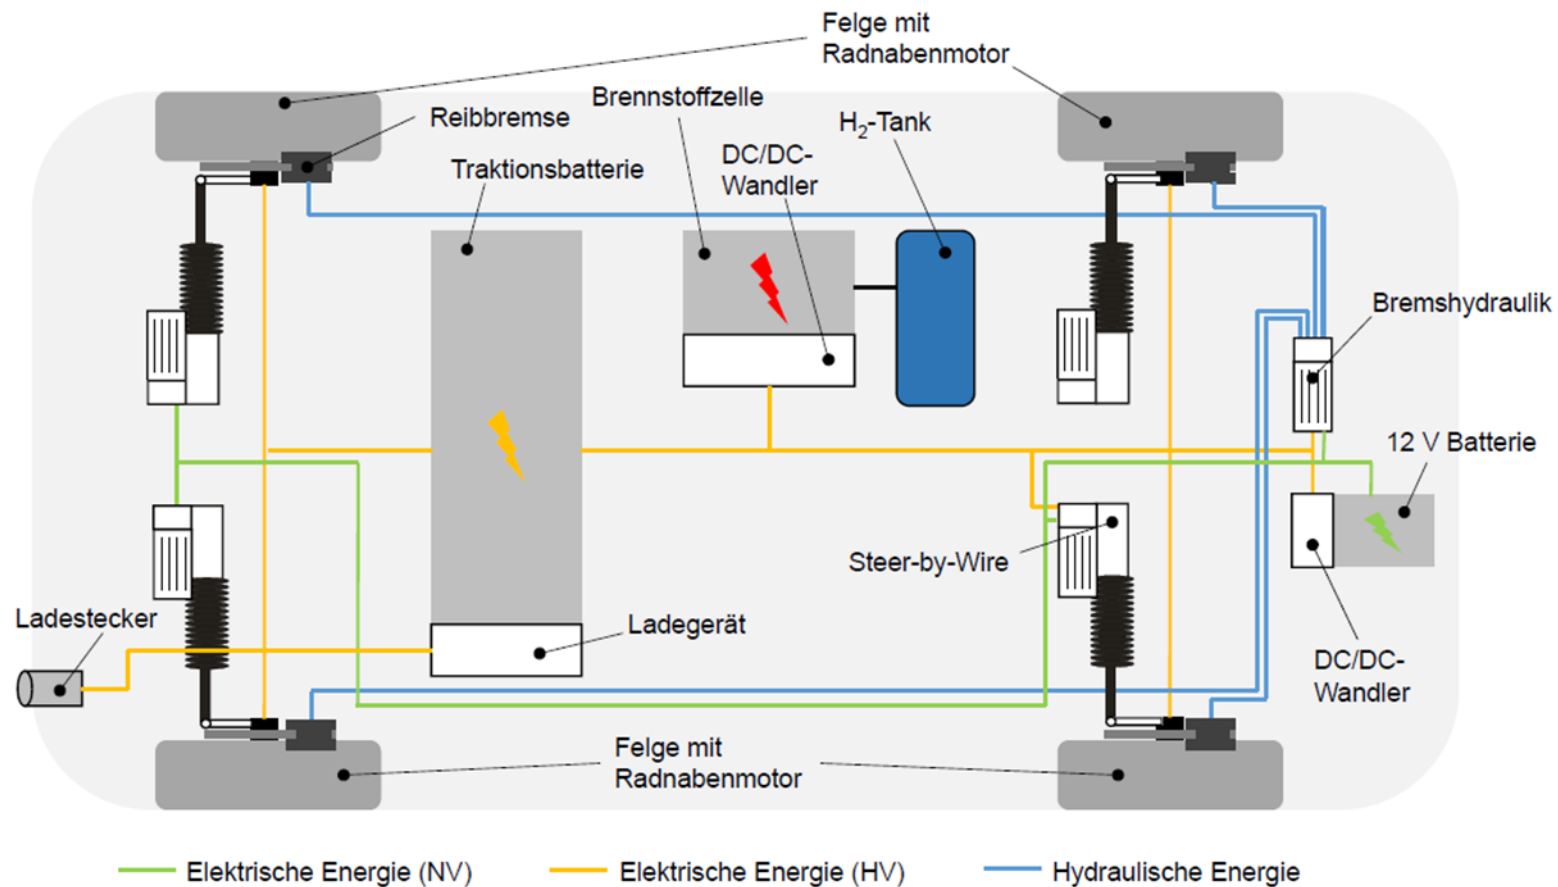 Felge mit
Radnabenmotor
Brennstoffzelle
Reibbremse
H₂-Tank
DC/DC-
Wandler
Traktionsbatterie
Bremshydraulik
12 V Batterie
Steer-by-Wire
Ladestecker
Ladegerät
DC/DC-
Wandler
Felge mit
Radnabenmotor
Elektrische Energie (NV)
Elektrische Energie (HV)
Hydraulische Energie